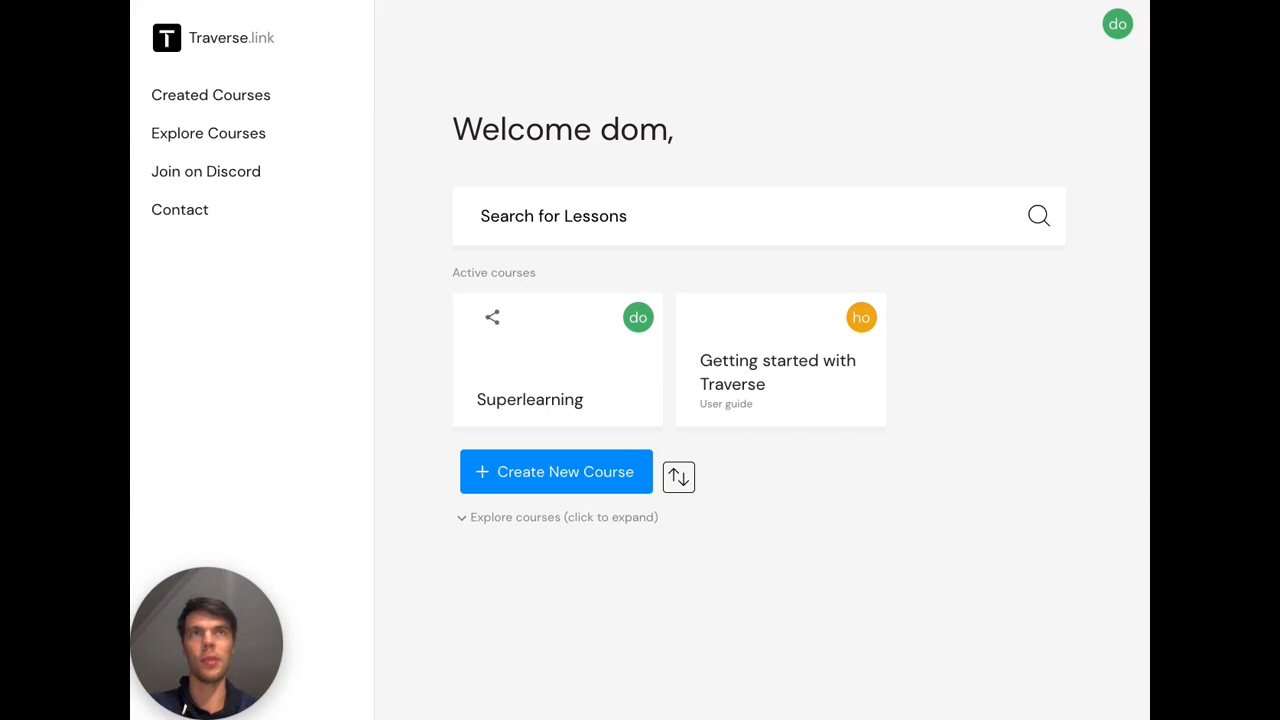 Traverse.link
Created Courses
Explore Courses
Join on Discord
Contact
do
Welcome dom,
Search for Lessons
Active courses
do
Superlearning
ho
Getting started with
Traverse
User guide
+ Create New Course
Explore courses (click to expand)